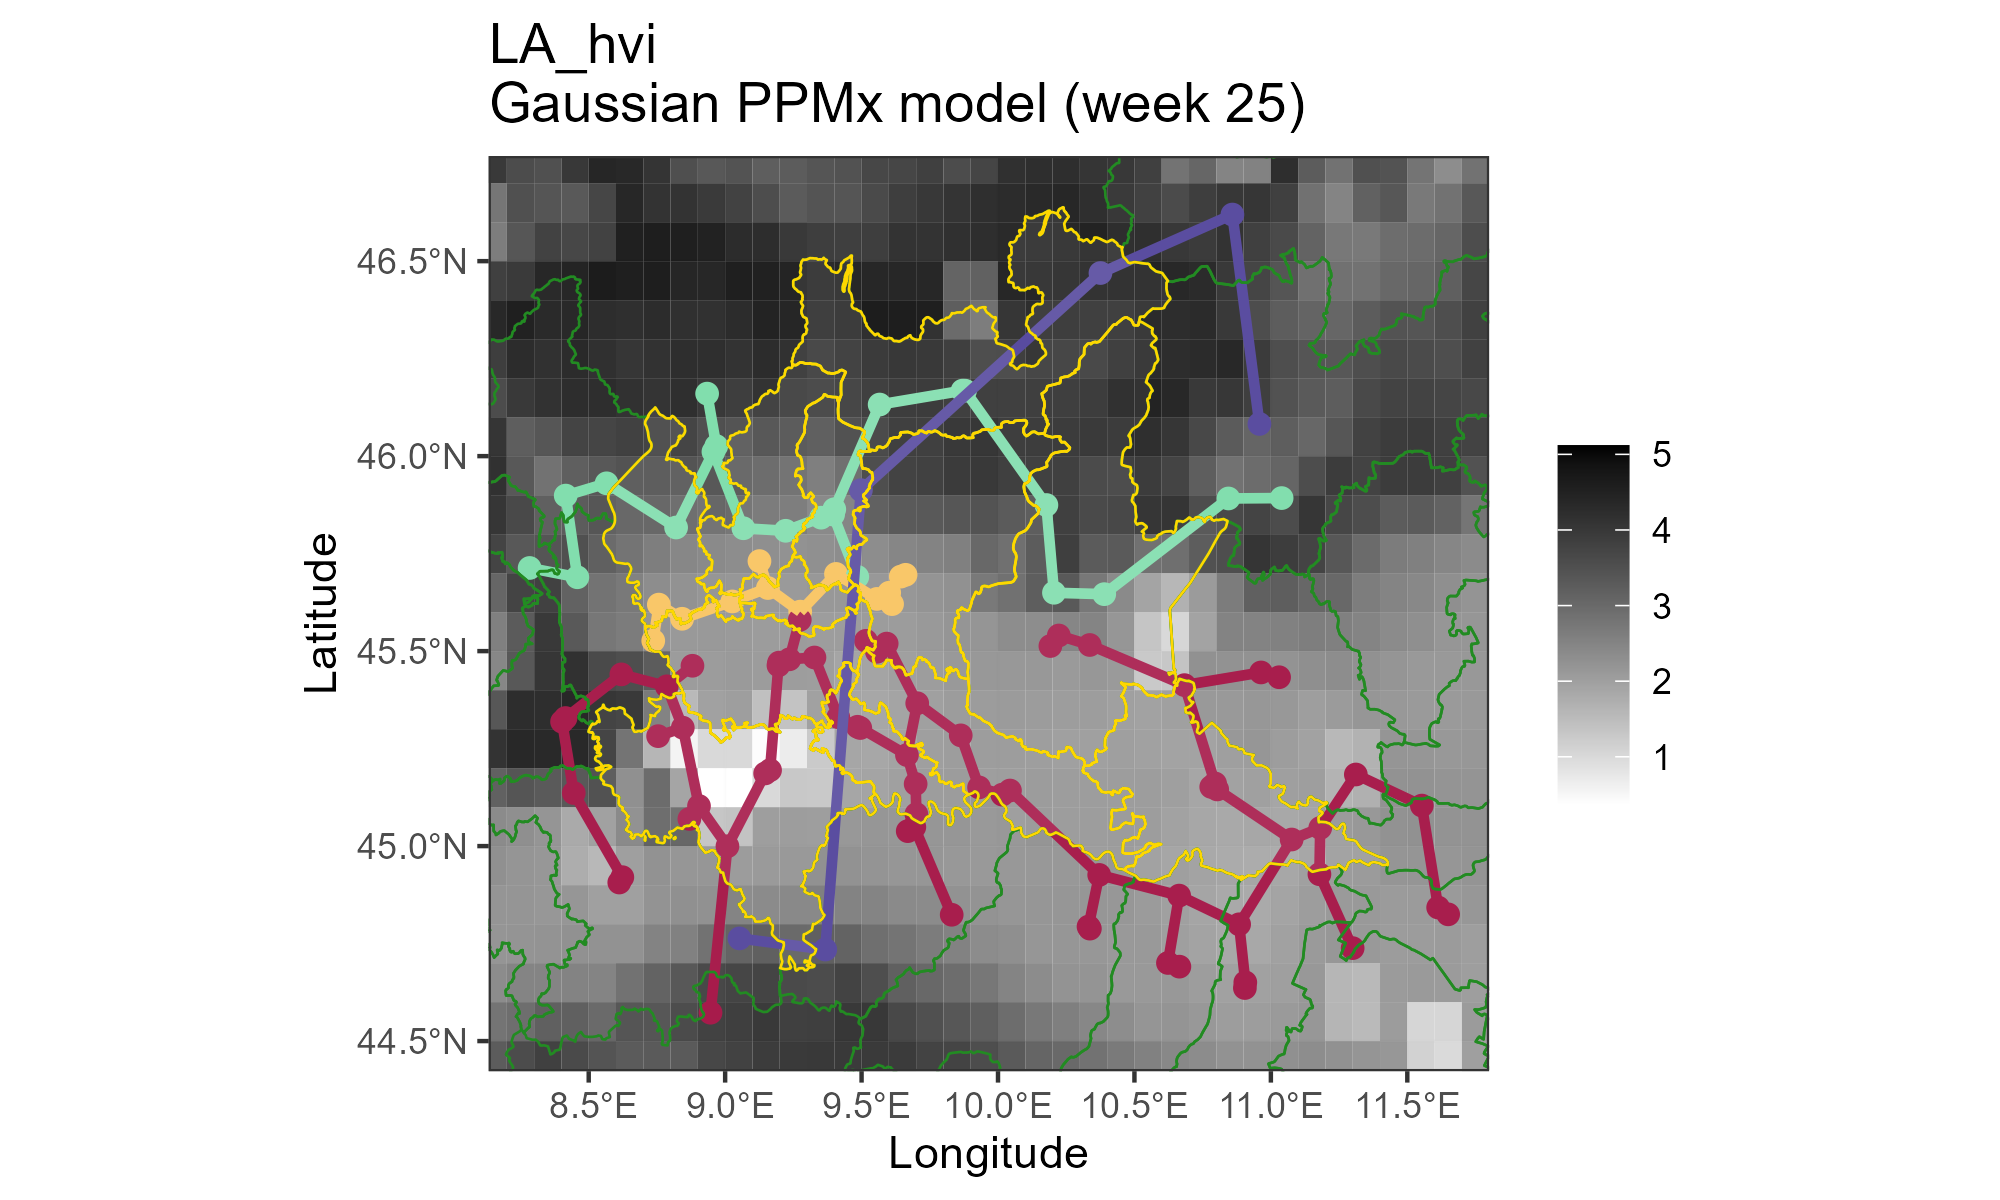 LA_hvi
Gaussian PPMx model (week 25)
46.5°N
46.0°N
45.5°N
45.0°N
44.5°N
Latitude
8.5°E
9.0°E
9.5°E
10.0°E
10.5°E
11.0°E
11.5°E
Longitude
5
4
3
2
1